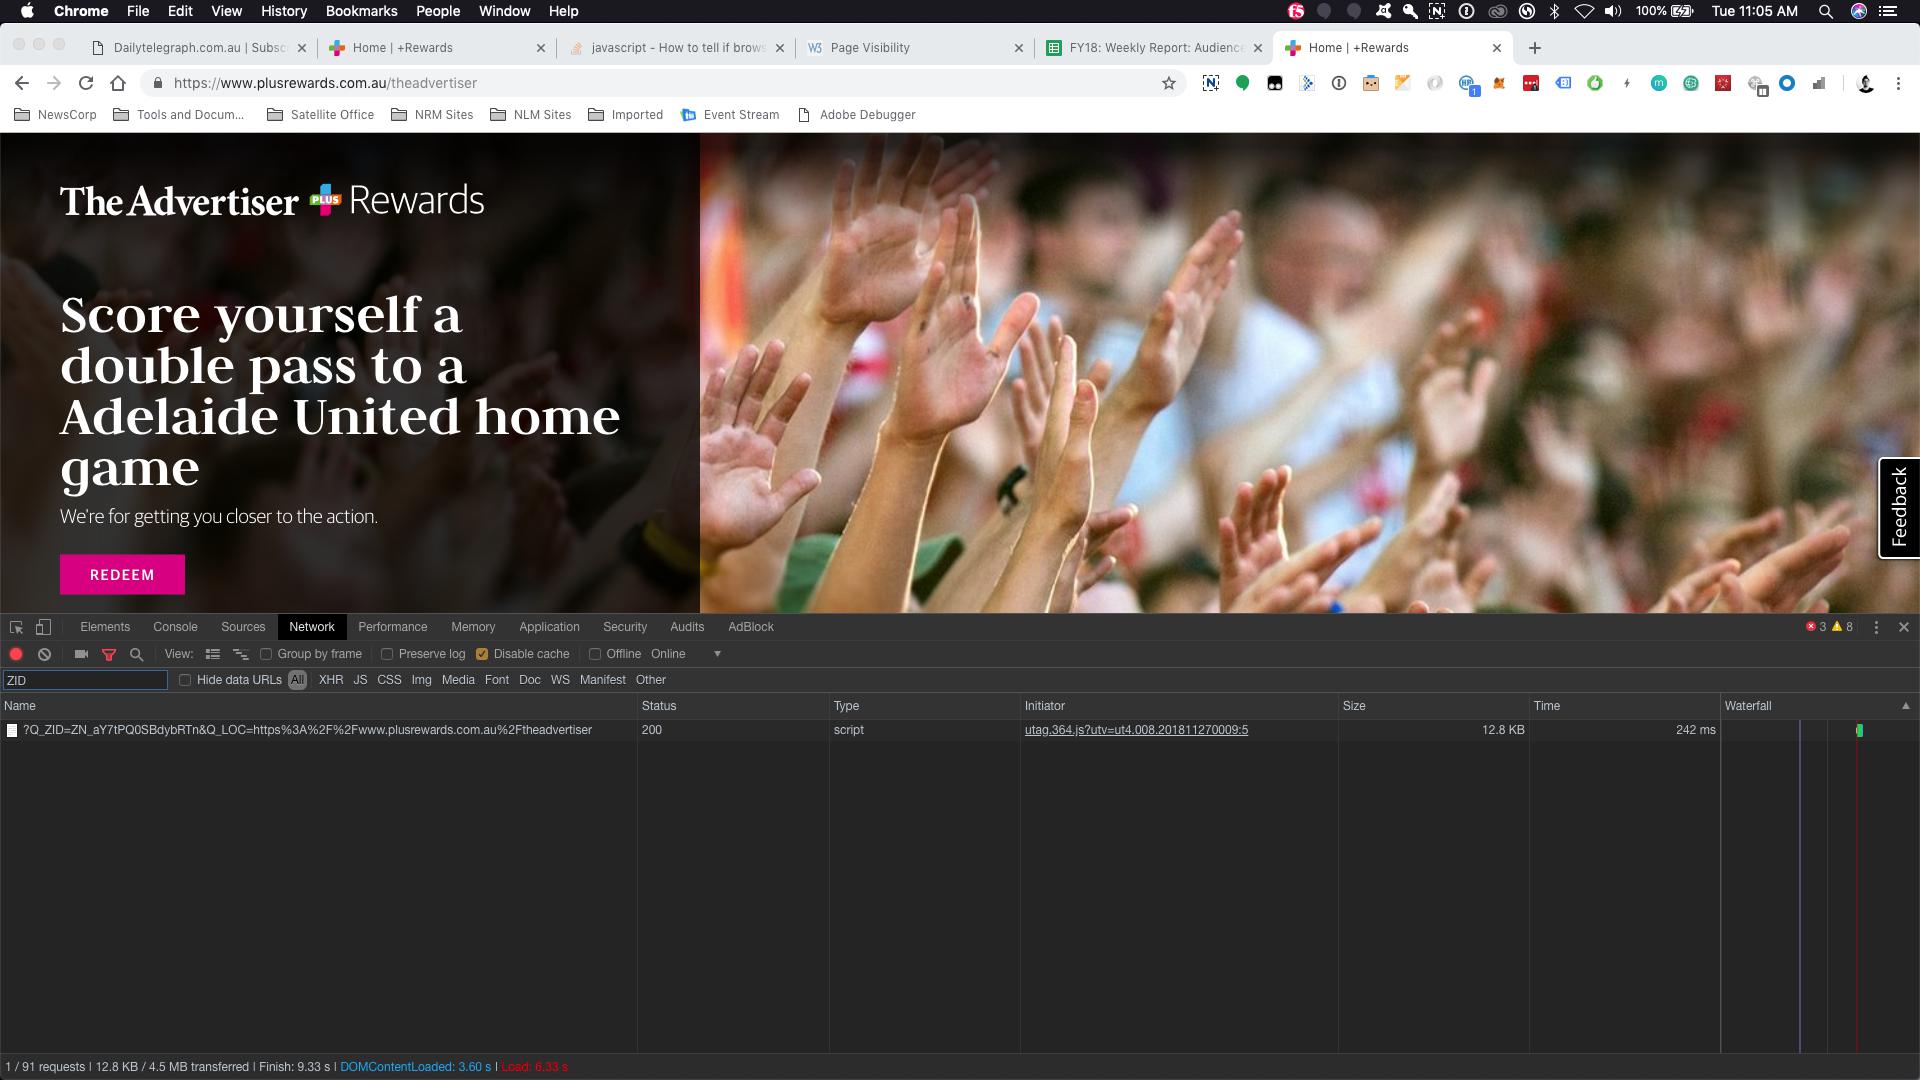 Chrome File Edit View History Bookmarks People Window Help 100% Tue 11:05 AM
Dailytelegraph.com.au | Subsc Home | +Rewards javascript - How to tell if brows W3 Page Visibility FY18: Weekly Report: Audience Home | +Rewards
https://www.plusrewards.com.au/theadvertiser
NewsCorp Tools and Docum... Satellite Office NRM Sites NLM Sites Imported Event Stream Adobe Debugger
The Advertiser PLUS Rewards
Score yourself a
double pass to a
Adelaide United home
game
We're for getting you closer to the action.
REDEEM
Feedback
Elements Console Sources Network Performance Memory Application Security Audits AdBlock 3 8
View: Group by frame Preserve log Disable cache Offline Online
ZID Hide data URLs All XHR JS CSS Img Media Font Doc WS Manifest Other
Name Status Type Initiator Size Time Waterfall
?Q_ZID=ZN_aY7tPQ0SBdybRTn&Q_LOC=https%3A%2F%2Fwww.plusrewards.com.au%2Ftheadvertiser 200 script utag.364.js?utv=ut4.008.201811270009:5 12.8 KB 242 ms
1 / 91 requests | 12.8 KB / 4.5 MB transferred | Finish: 9.33 s | DOMContentLoaded: 3.60 s | Load: 6.33 s